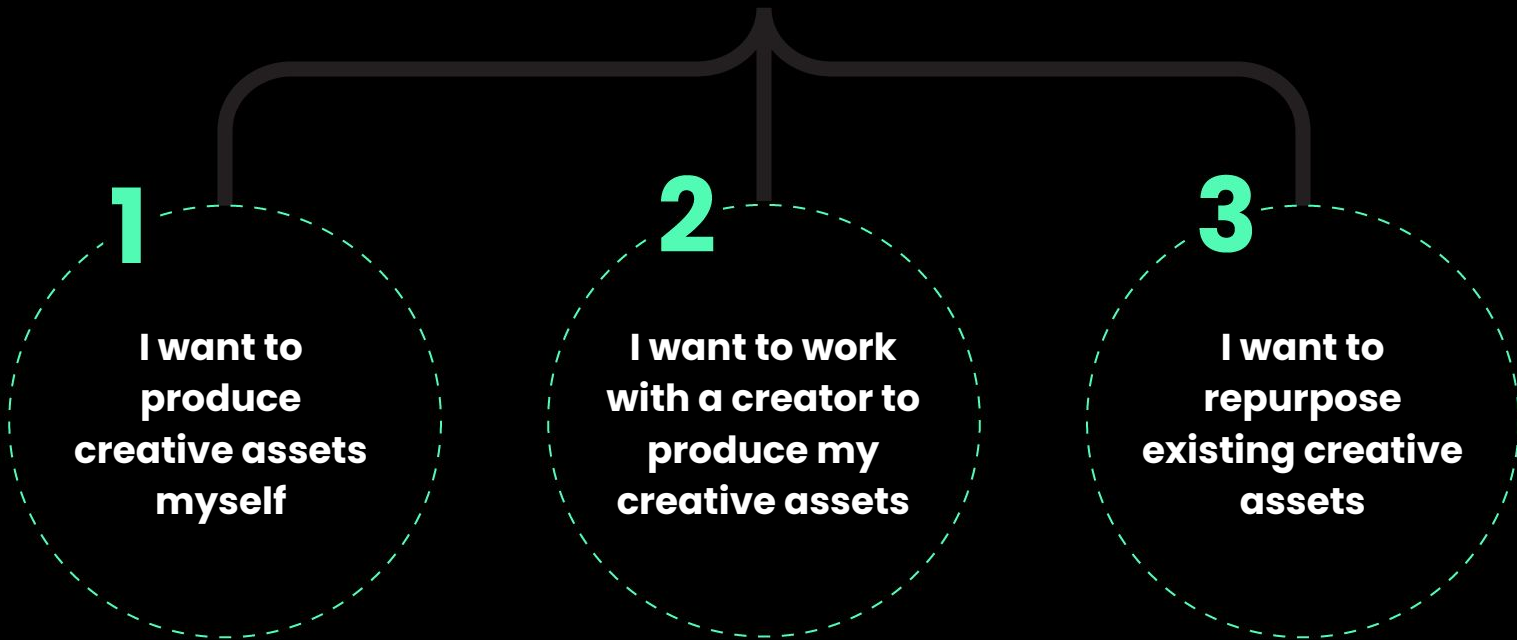 1
I want to
produce
creative assets
myself
2
I want to work
with a creator to
produce my
creative assets
3
I want to
repurpose
existing creative
assets